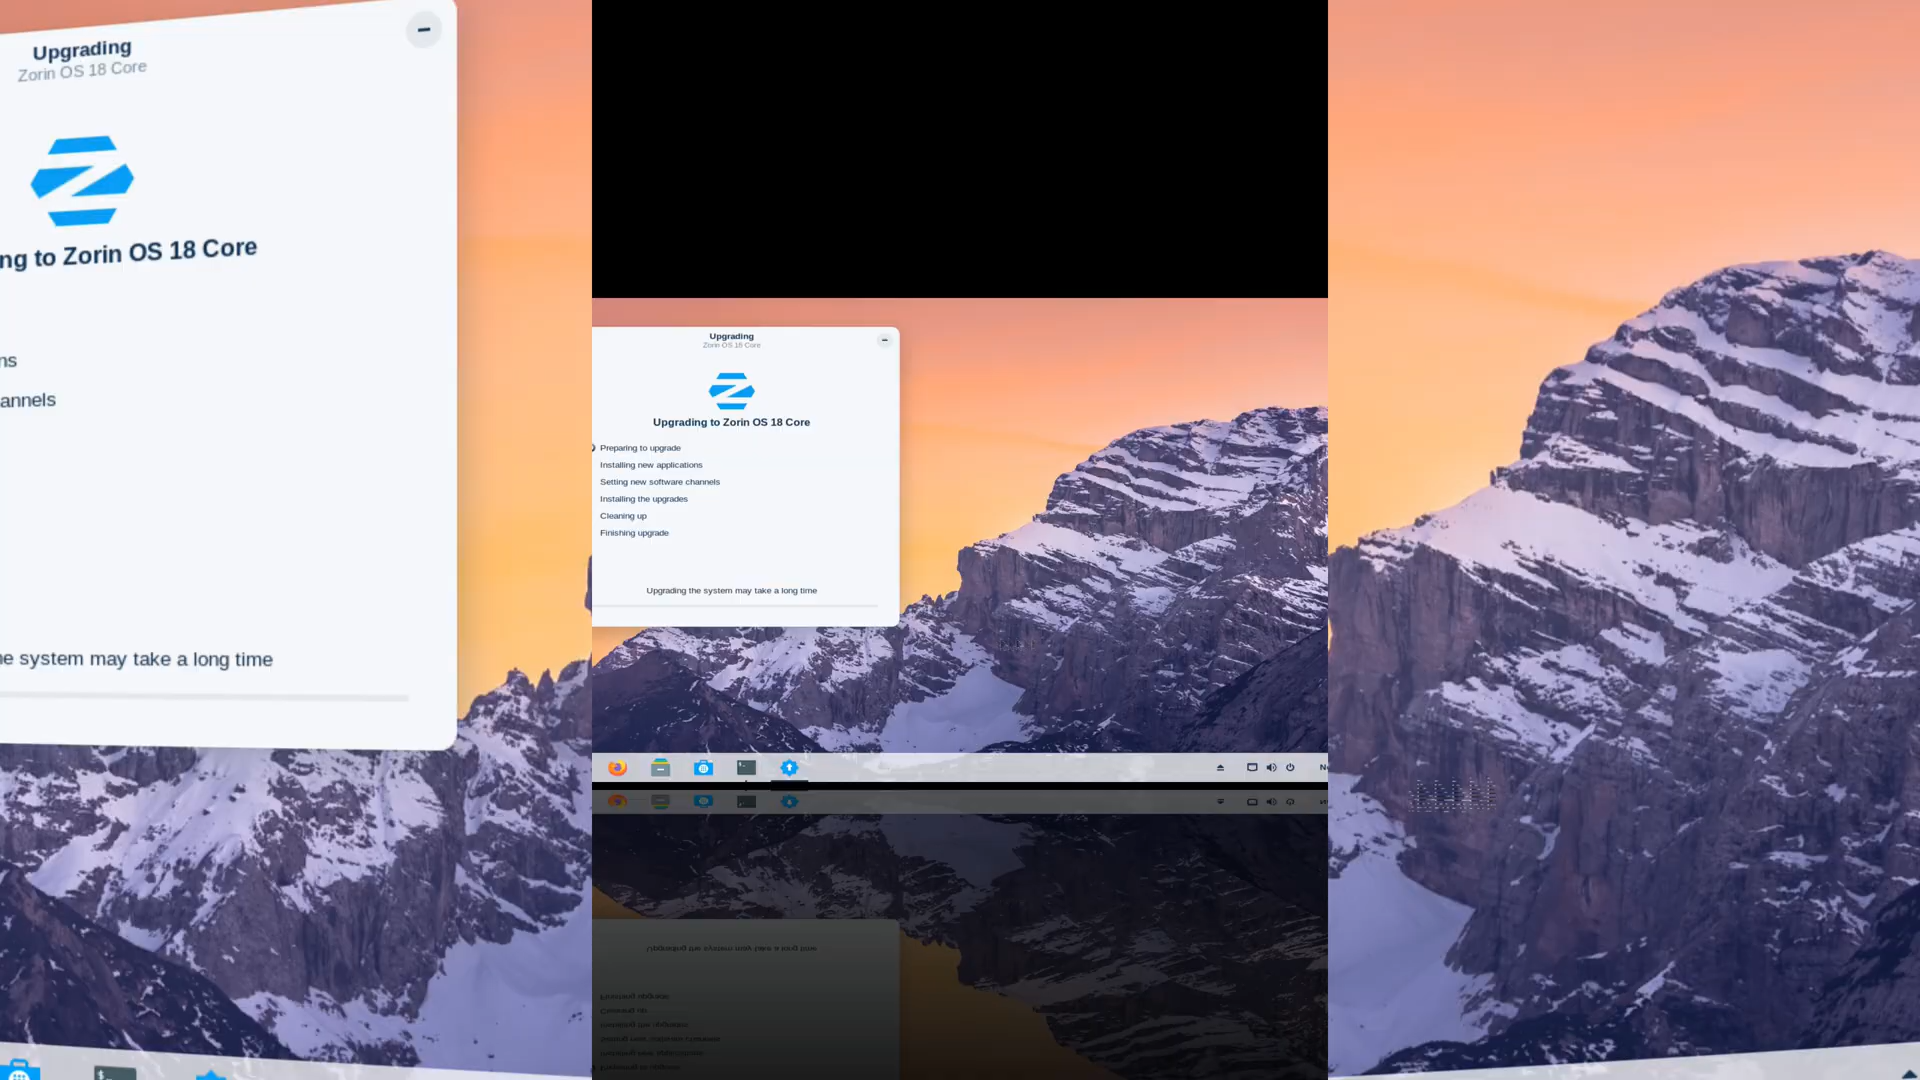 Upgrading
Zorin OS 18 Core
ng to Zorin OS 18 Core
ns
annels
e system may take a long time
Upgrading
Zorin OS 18 Core
Upgrading to Zorin OS 18 Core
Preparing to upgrade
Installing new applications
Setting new software channels
Installing the upgrades
Cleaning up
Finishing upgrade
Upgrading the system may take a long time